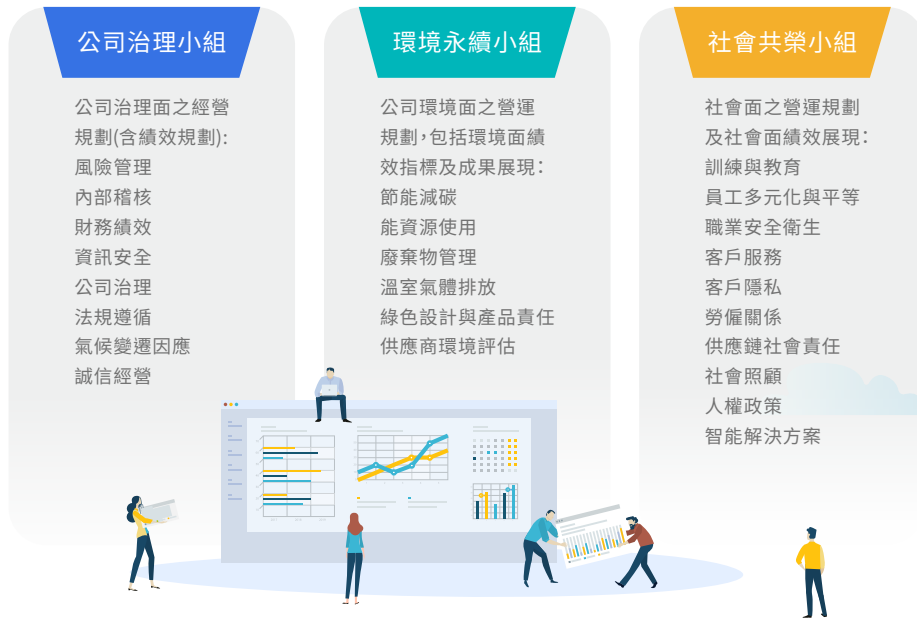 公司治理小組
公司治理面之經營
規劃(含績效規劃):
風險管理
內部稽核
財務績效
資訊安全
公司治理
法規遵循
氣候變遷因應
誠信經營
環境永續小組
公司環境面之營運
規劃,包括環境面績
效指標及成果展現:
節能減碳
能資源使用
廢棄物管理
溫室氣體排放
綠色設計與產品責任
供應商環境評估
社會共榮小組
社會面之營運規劃
及社會面績效展現:
訓練與教育
員工多元化與平等
職業安全衛生
客戶服務
客戶隱私
勞僱關係
供應鏈社會責任
社會照顧
人權政策
智能解決方案